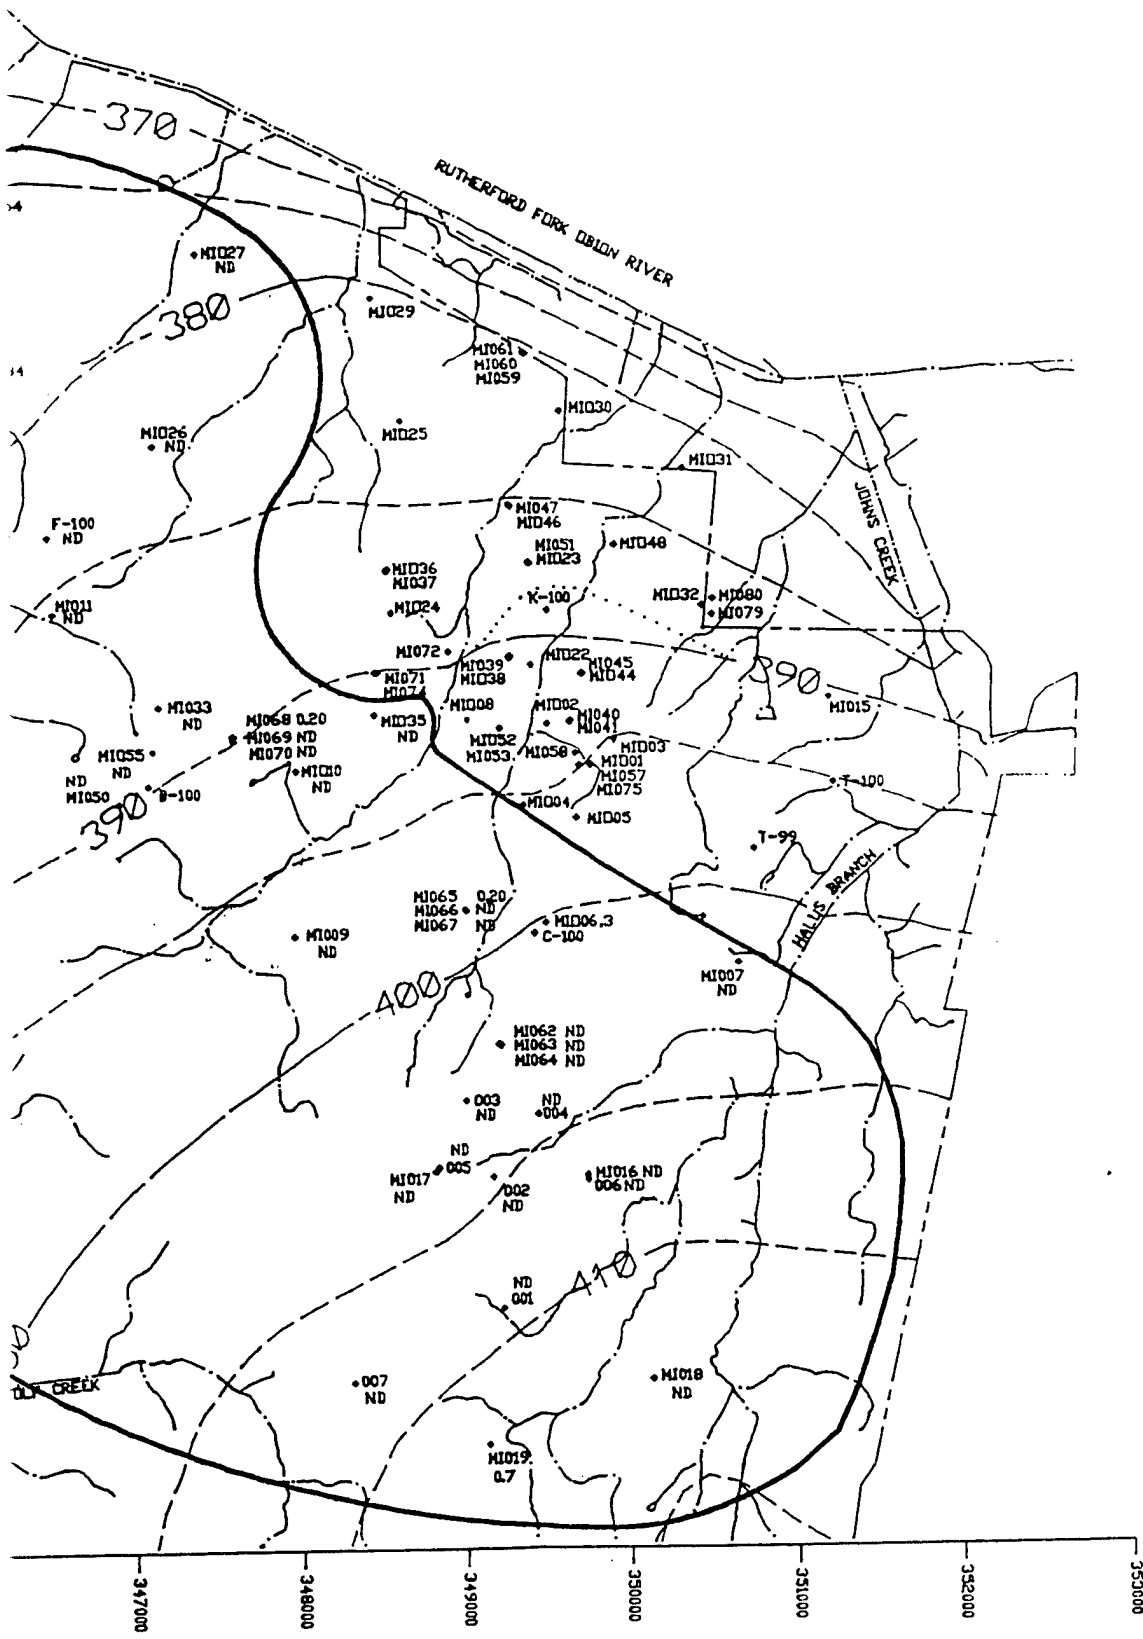 370
RUTHERFORD FORK OBION RIVER
MI027
ND
380
MI029
MI061
MI060
MI059
MI030
MI026
ND
MI025
MI031
JOHNS CREEK
F-100
ND
MI047
MI046
MI051
MI023
MI048
MI036
MI037
MI011
ND
MI024
K-100
MI032
MI080
MI079
MI072
MI039
MI038
MI022
MI045
MI044
390
MI071
MI074
MI015
MI033
ND
MI068 0.20
MI069 ND
MI070 ND
MI035
ND
MI008
MI002
MI040
MI041
MI052
MI053
MI058
MI003
MI001
MI057
MI075
MI055
ND
ND
MI050
B-100
MI010
ND
390
MI004
MI005
T-100
T-99
HALUS BRANCH
MI065 0.20
MI066 ND
MI067 ND
MI006,3
C-100
MI009
ND
MI007
ND
400
MI062 ND
MI063 ND
MI064 ND
003
ND
ND
004
ND
005
MI017
ND
002
ND
MI016 ND
006 ND
410
ND
001
CREEK
007
ND
MI018
ND
MI019
0.7
347000
348000
349000
350000
351000
352000
353000